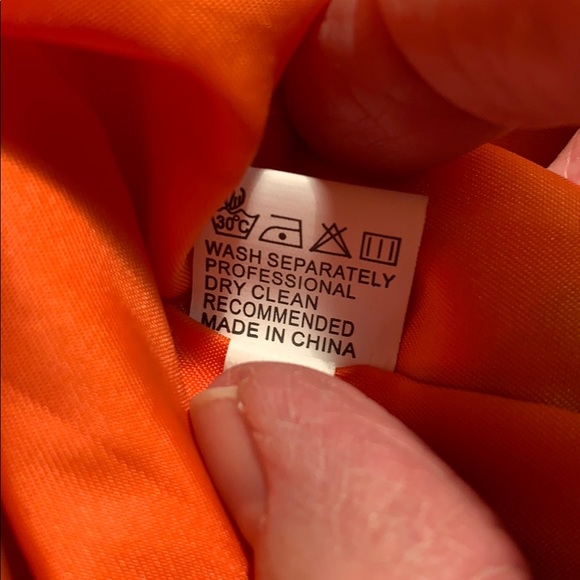 30°C
WASH SEPARATELY
PROFESSIONAL
DRY CLEAN
RECOMMENDED
MADE IN CHINA